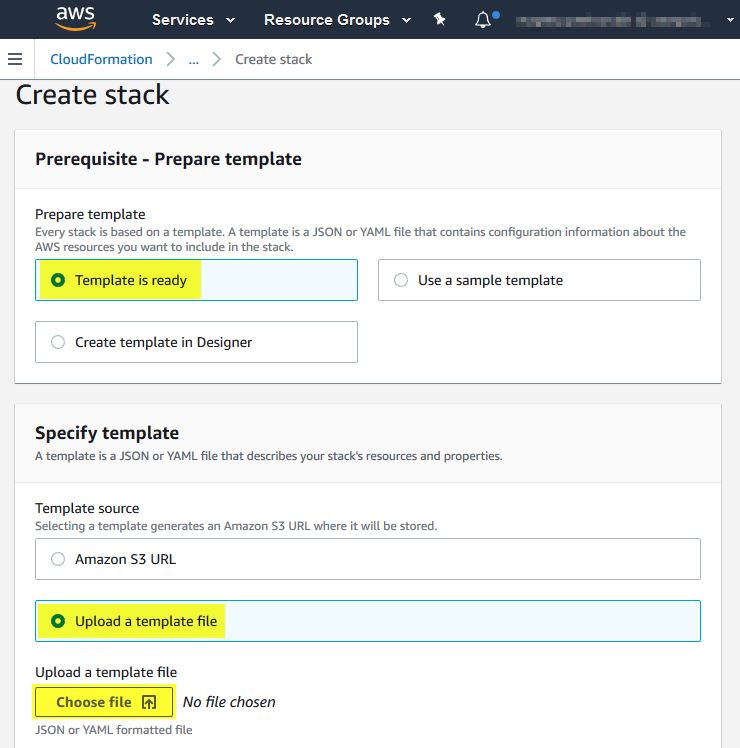 aws Services Resource Groups
CloudFormation ... Create stack
Create stack
Prerequisite - Prepare template
Prepare template
Every stack is based on a template. A template is a JSON or YAML file that contains configuration information about the
AWS resources you want to include in the stack.
Template is ready Use a sample template
Create template in Designer
Specify template
A template is a JSON or YAML file that describes your stack's resources and properties.
Template source
Selecting a template generates an Amazon S3 URL where it will be stored.
Amazon S3 URL
Upload a template file
Upload a template file
Choose file No file chosen
JSON or YAML formatted file